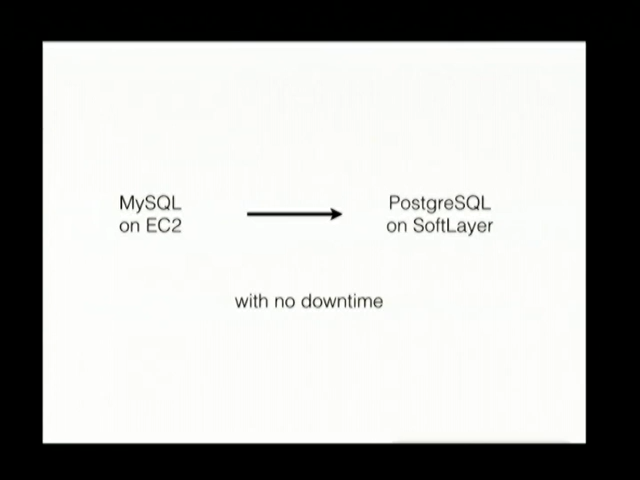 MySQL
on EC2
PostgreSQL
on SoftLayer
with no downtime